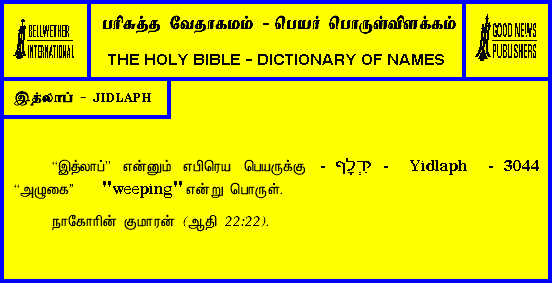 BELLWETHER
INTERNATIONAL
பரிசுத்த வேதாகமம் - பெயர் பொருள்விளக்கம்
THE HOLY BIBLE - DICTIONARY OF NAMES
GOOD NEWS
PUBLISHERS
இத்லாப் - JIDLAPH
“இத்லாப்” என்னும் எபிரெய பெயருக்கு - יִדְלָף - Yidlaph - 3044
“அழுகை” "weeping" என்று பொருள்.
நாகோரின் குமாரன் (ஆதி 22:22).